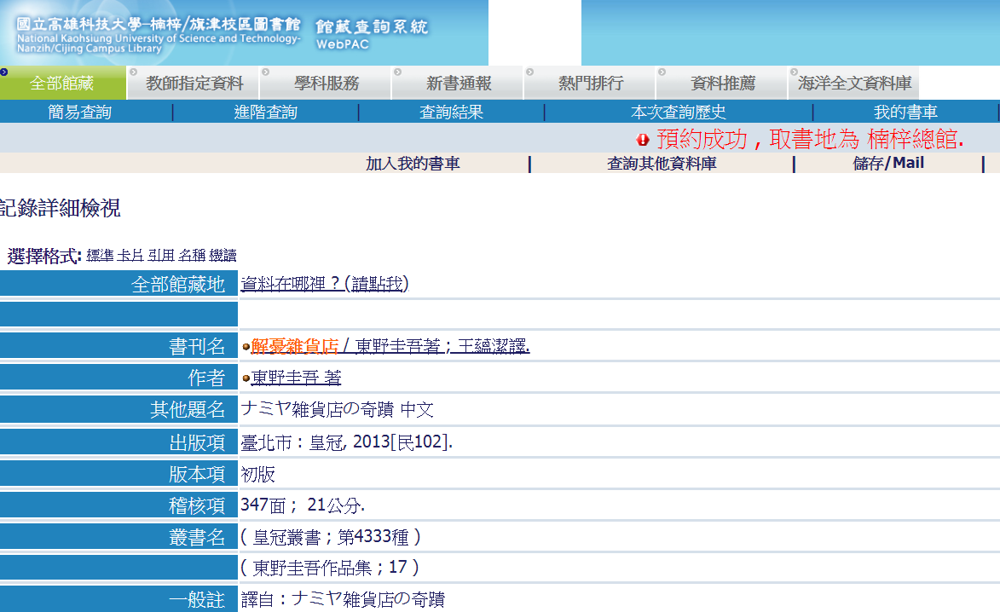 國立高雄科技大學-楠梓/旗津校區圖書館 館藏查詢系統
National Kaohsiung University of Science and Technology-
Nanzih/Cijing Campus Library
WebPAC
全部館藏 教師指定資料 學科服務 新書通報 熱門排行 資料推薦 海洋全文資料庫
簡易查詢 | 進階查詢 | 查詢結果 | 本次查詢歷史 | 我的書車 |
預約成功，取書地為 楠梓總館.
加入我的書車 | 查詢其他資料庫 | 儲存/Mail |
記錄詳細檢視
選擇格式: 標準 卡片 引用 名稱 機讀
全部館藏地 資料在哪裡？(請點我)
書刊名 解憂雜貨店 / 東野圭吾著；王蘊潔譯.
作者 東野圭吾 著
其他題名 ナミヤ雑貨店の奇蹟 中文
出版項 臺北市：皇冠, 2013[民102].
版本項 初版
稽核項 347面； 21公分.
叢書名 ( 皇冠叢書；第4333種 )
( 東野圭吾作品集；17 )
一般註 譯自：ナミヤ雑貨店の奇蹟